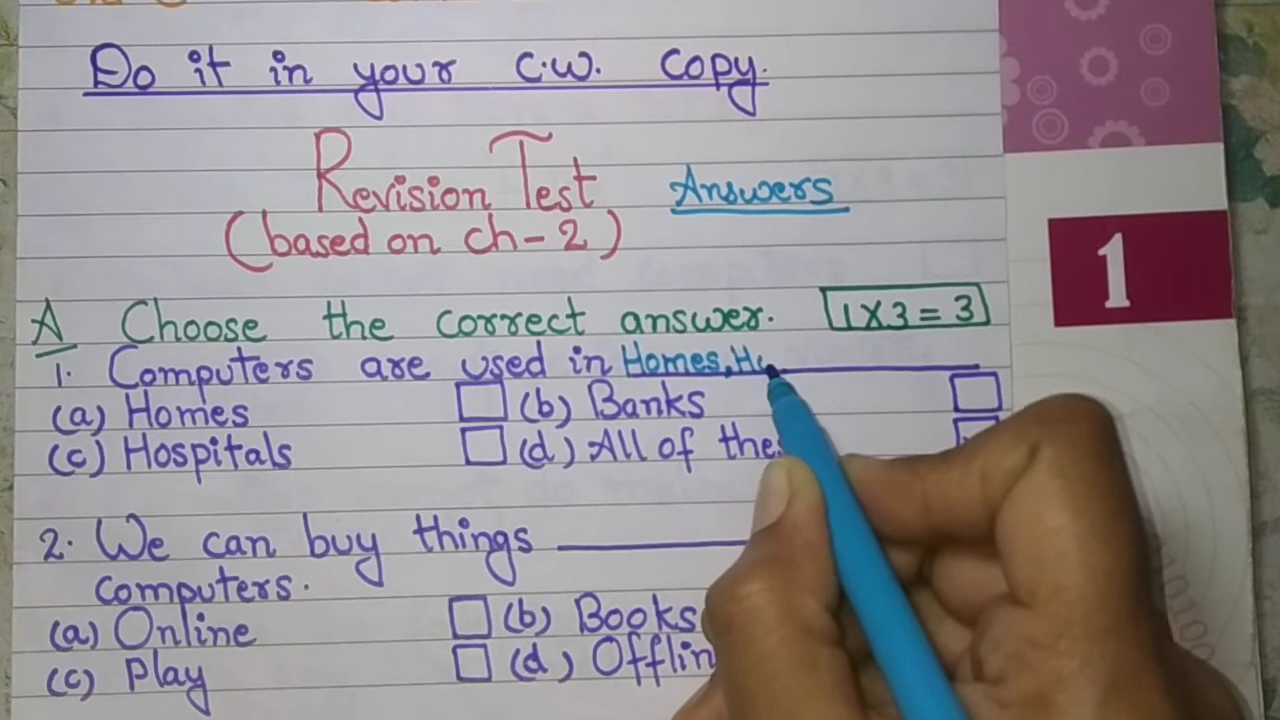 Do it in your C.W. Copy.
Revision Test Answers
(based on ch-2)
1
A Choose the correct answer. 1X3=3
1. Computers are used in Homes, Ho
(a) Homes (b) Banks
(c) Hospitals (d) All of the
2. We can buy things
Computers.
(a) Online (b) Books
(c) Play (d) Offlin